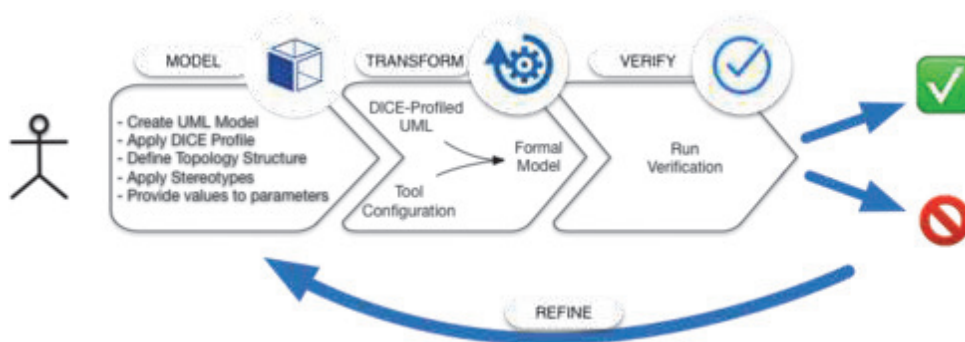 MODEL
- Create UML Model
- Apply DICE Profile
- Define Topology Structure
- Apply Stereotypes
- Provide values to parameters
TRANSFORM
DICE-Profiled
UML
Formal
Model
Tool
Configuration
VERIFY
Run
Verification
REFINE